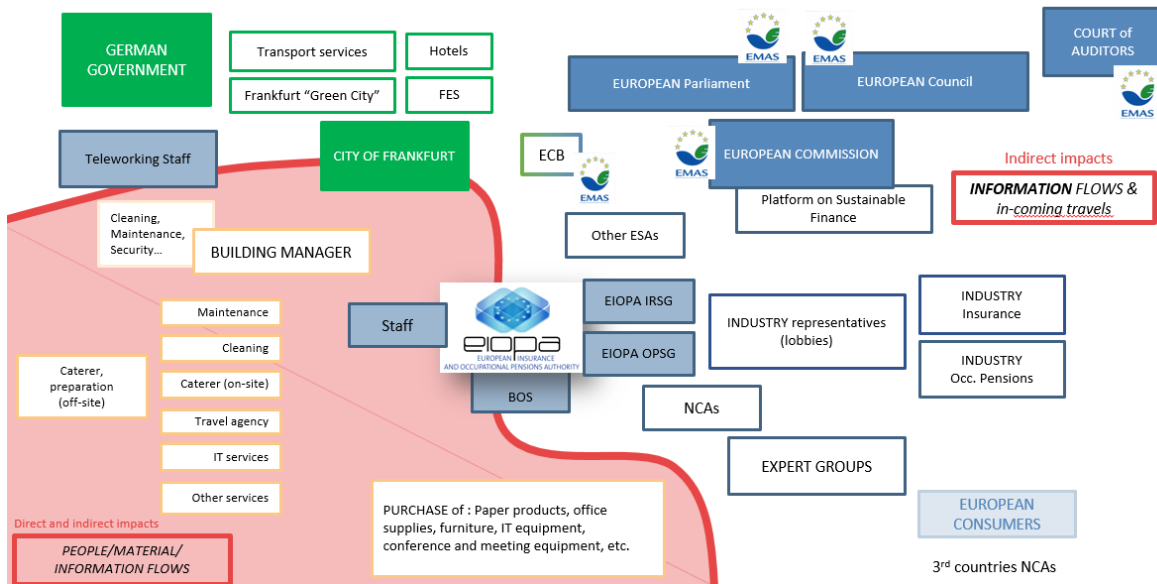 GERMAN
GOVERNMENT
Transport services
Hotels
Frankfurt “Green City”
FES
EMAS
EMAS
COURT of
AUDITORS
EMAS
EUROPEAN Parliament
EUROPEAN Council
Teleworking Staff
CITY OF FRANKFURT
ECB
EMAS
EMAS
EUROPEAN COMMISSION
Platform on Sustainable
Finance
Indirect impacts
INFORMATION FLOWS &
in-coming travels
Cleaning,
Maintenance,
Security...
BUILDING MANAGER
Other ESAs
Maintenance
Cleaning
Caterer (on-site)
Travel agency
IT services
Other services
Caterer,
preparation
(off-site)
Staff
eiopa
EUROPEAN INSURANCE
AND OCCUPATIONAL PENSIONS AUTHORITY
EIOPA IRSG
EIOPA OPSG
BOS
INDUSTRY representatives
(lobbies)
INDUSTRY
Insurance
INDUSTRY
Occ. Pensions
NCAs
EXPERT GROUPS
PURCHASE of : Paper products, office
supplies, furniture, IT equipment,
conference and meeting equipment, etc.
EUROPEAN
CONSUMERS
3rd countries NCAs
Direct and indirect impacts
PEOPLE/MATERIAL/
INFORMATION FLOWS